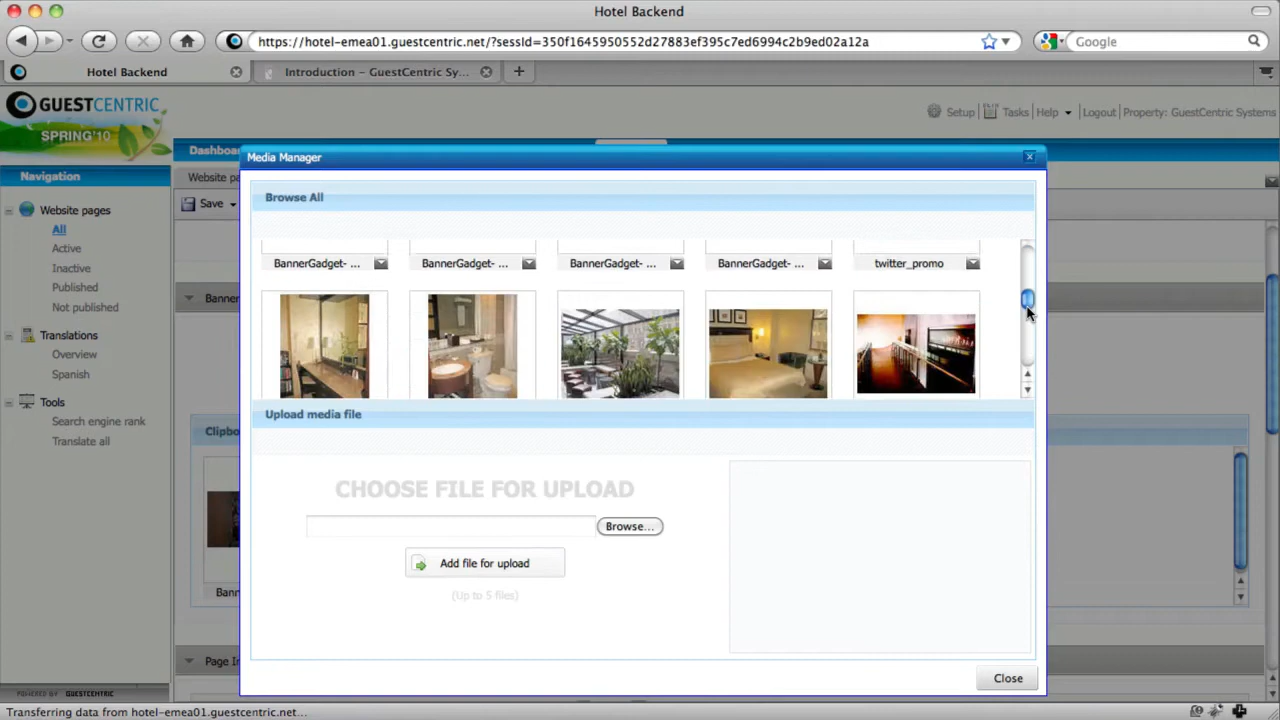 Hotel Backend
https://hotel-emea01.guestcentric.net/?sessId=350f1645950552d27883ef395c7ed6994c2b9ed02a12a
Google
Hotel Backend
Introduction – GuestCentric Sy...
GUESTCENTRIC
SPRING'10
Setup
Tasks
Help
Logout
Property: GuestCentric Systems
Navigation
Dashboa
Website pages
All
Active
Inactive
Published
Not published
Translations
Overview
Spanish
Tools
Search engine rank
Translate all
Website pa
Save
Banner
Clipbo
Bann
Page In
Media Manager
Browse All
BannerGadget- ...
BannerGadget- ...
BannerGadget- ...
BannerGadget- ...
twitter_promo
Upload media file
CHOOSE FILE FOR UPLOAD
Browse...
Add file for upload
(Up to 5 files)
Close
POWERED BY GUESTCENTRIC
Transferring data from hotel-emea01.guestcentric.net...